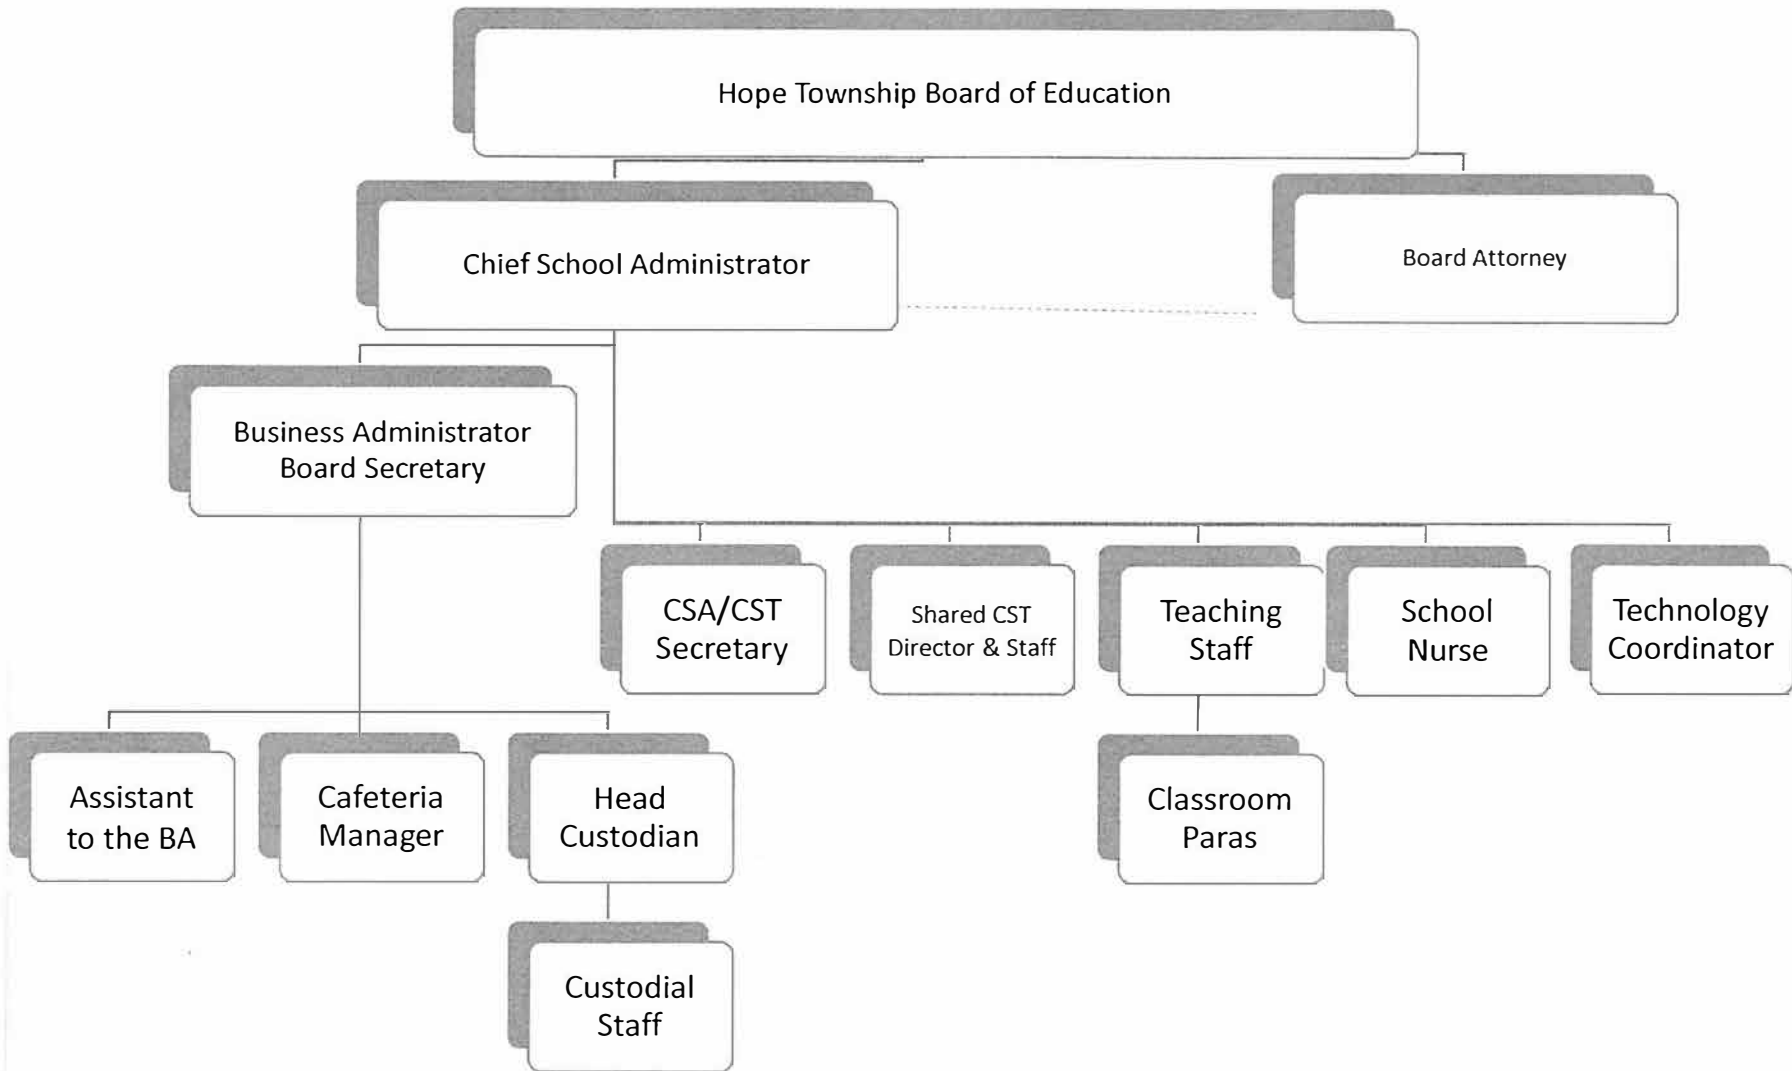 Hope Township Board of Education
Chief School Administrator
Board Attorney
Business Administrator
Board Secretary
CSA/CST
Secretary
Shared CST
Director & Staff
Teaching
Staff
School
Nurse
Technology
Coordinator
Assistant
to the BA
Cafeteria
Manager
Head
Custodian
Classroom
Paras
Custodial
Staff